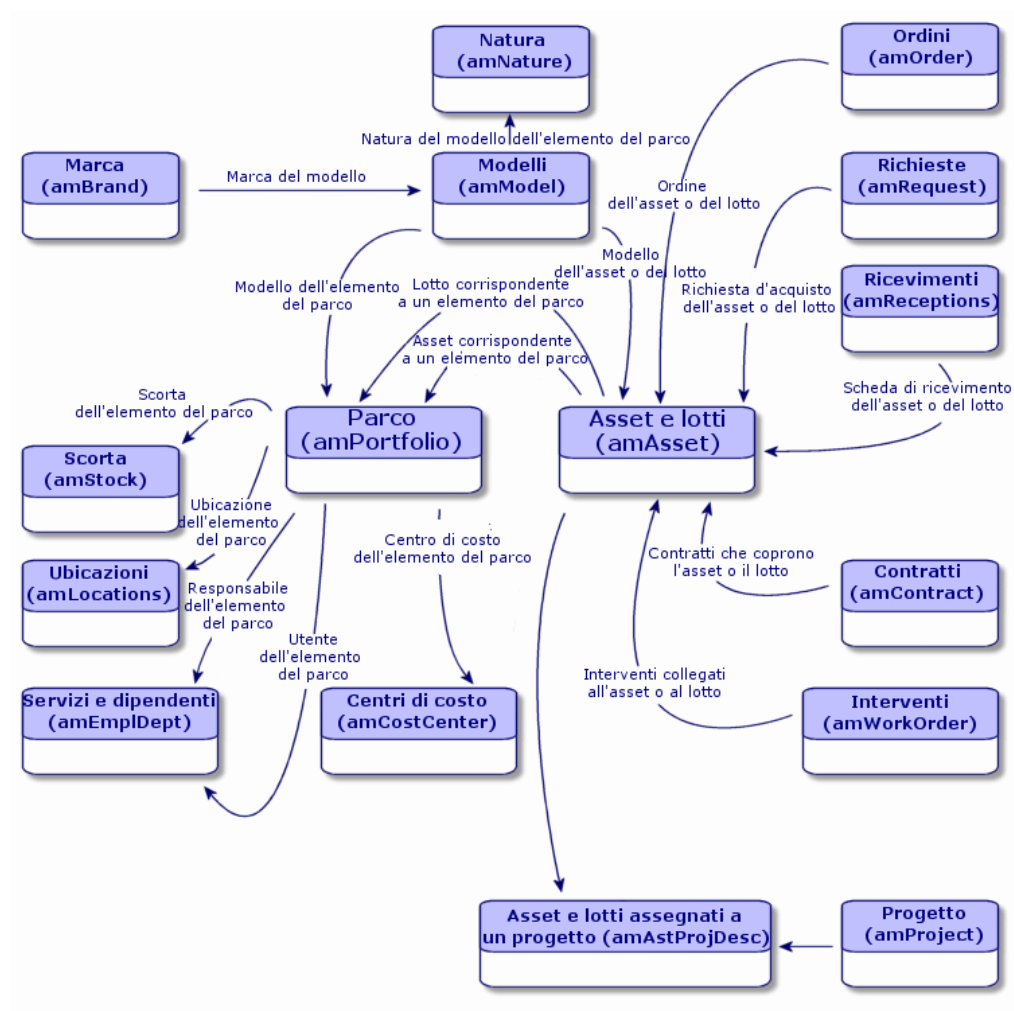 Natura
(amNature)
Ordini
(amOrder)
Natura del modello dell'elemento del parco
Marca
(amBrand)
Marca del modello
Modelli
(amModel)
Richieste
(amRequest)
Ordine
dell'asset o del lotto
Modello
dell'asset o del lotto
Modello dell'elemento
del parco
Lotto corrispondente
a un elemento del parco
Richiesta d'acquisto
dell'asset o del lotto
Ricevimenti
(amReceptions)
Asset corrispondente
a un elemento del parco
Scheda di ricevimento
dell'asset o del lotto
Scorta
dell'elemento del parco
Parco
(amPortfolio)
Asset e lotti
(amAsset)
Scorta
(amStock)
Ubicazione
dell'elemento
del parco
Centro di costo
dell'elemento del parco
Contratti che coprono
l'asset o il lotto
Ubicazioni
(amLocations)
Contratti
(amContract)
Responsabile
dell'elemento
del parco
Utente
dell'elemento
del parco
Interventi collegati
all'asset o al lotto
Servizi e dipendenti
(amEmplDept)
Centri di costo
(amCostCenter)
Interventi
(amWorkOrder)
Asset e lotti assegnati a
un progetto (amAstProjDesc)
Progetto
(amProject)